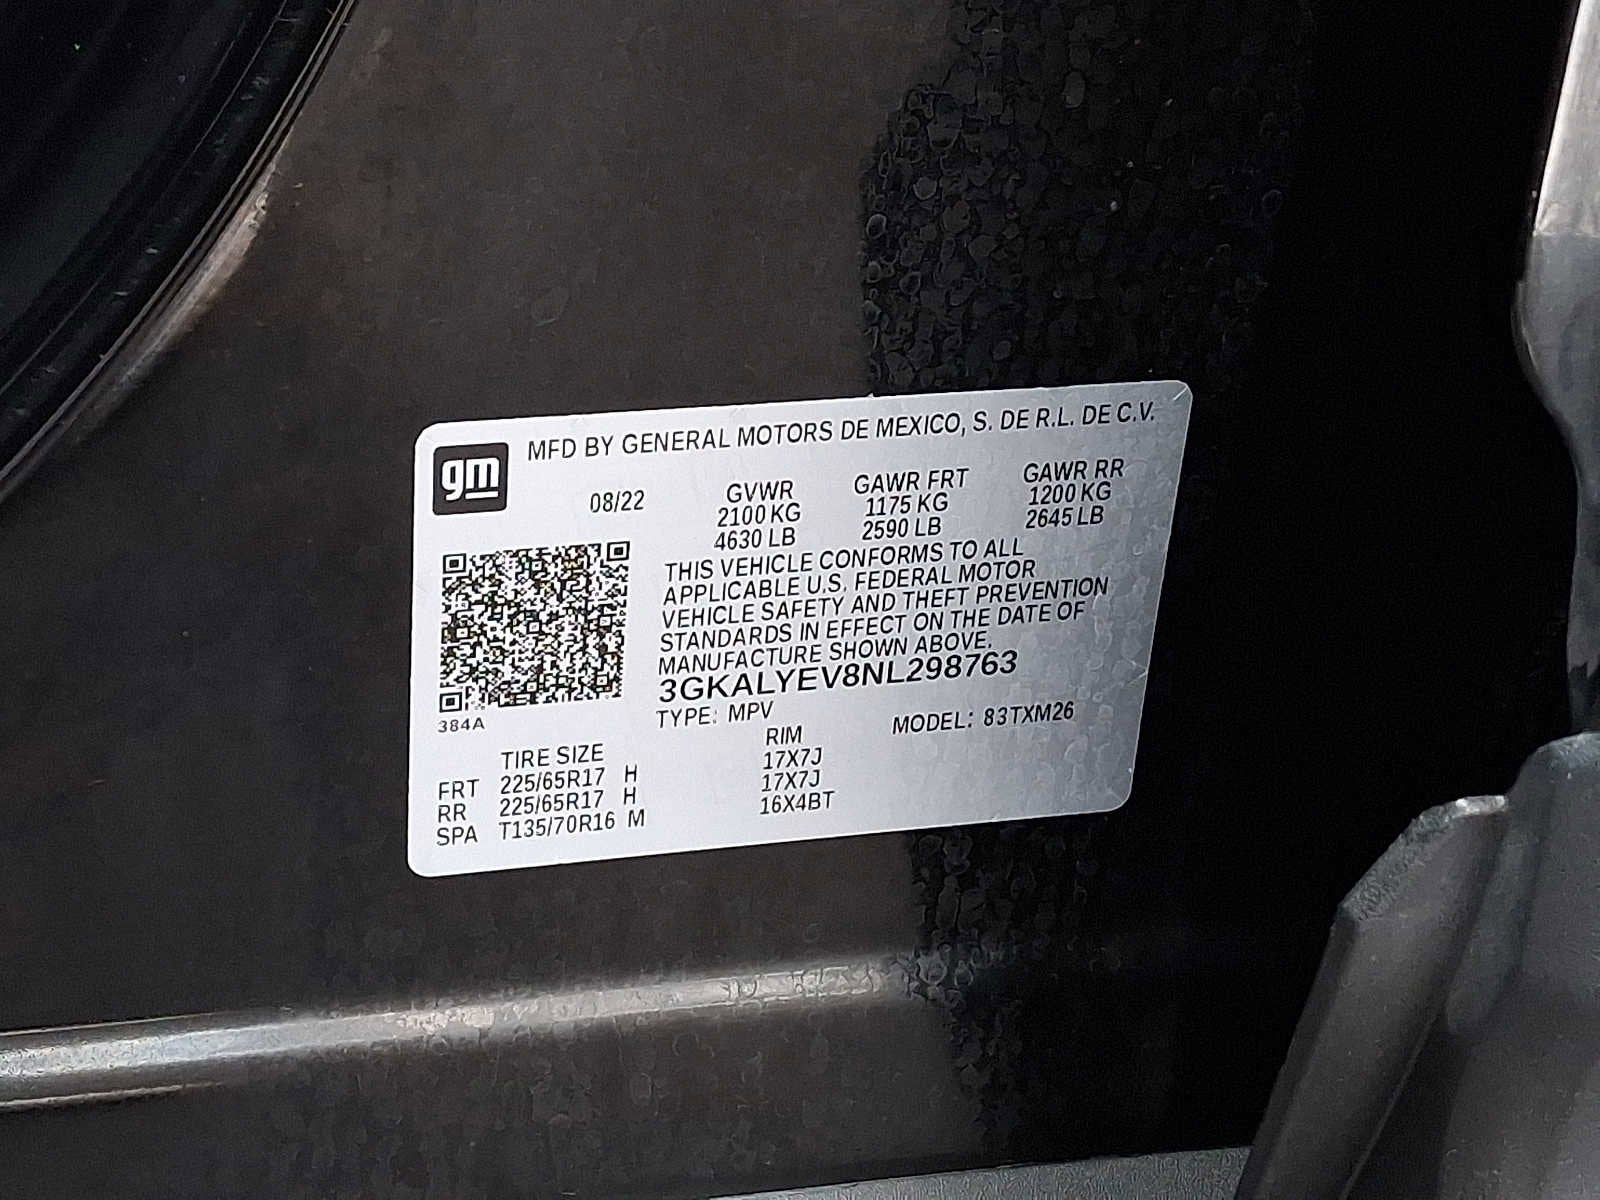 gm
MFD BY GENERAL MOTORS DE MEXICO, S. DE R.L. DE C.V.
08/22 GVWR GAWR FRT GAWR RR
2100 KG 1175 KG 1200 KG
4630 LB 2590 LB 2645 LB
THIS VEHICLE CONFORMS TO ALL
APPLICABLE U.S. FEDERAL MOTOR
VEHICLE SAFETY AND THEFT PREVENTION
STANDARDS IN EFFECT ON THE DATE OF
MANUFACTURE SHOWN ABOVE.
3GKALYEV8NL298763
384A
TYPE: MPV MODEL: 83TXM26
TIRE SIZE RIM
FRT 225/65R17 H 17X7J
RR 225/65R17 H 17X7J
SPA T135/70R16 M 16X4BT